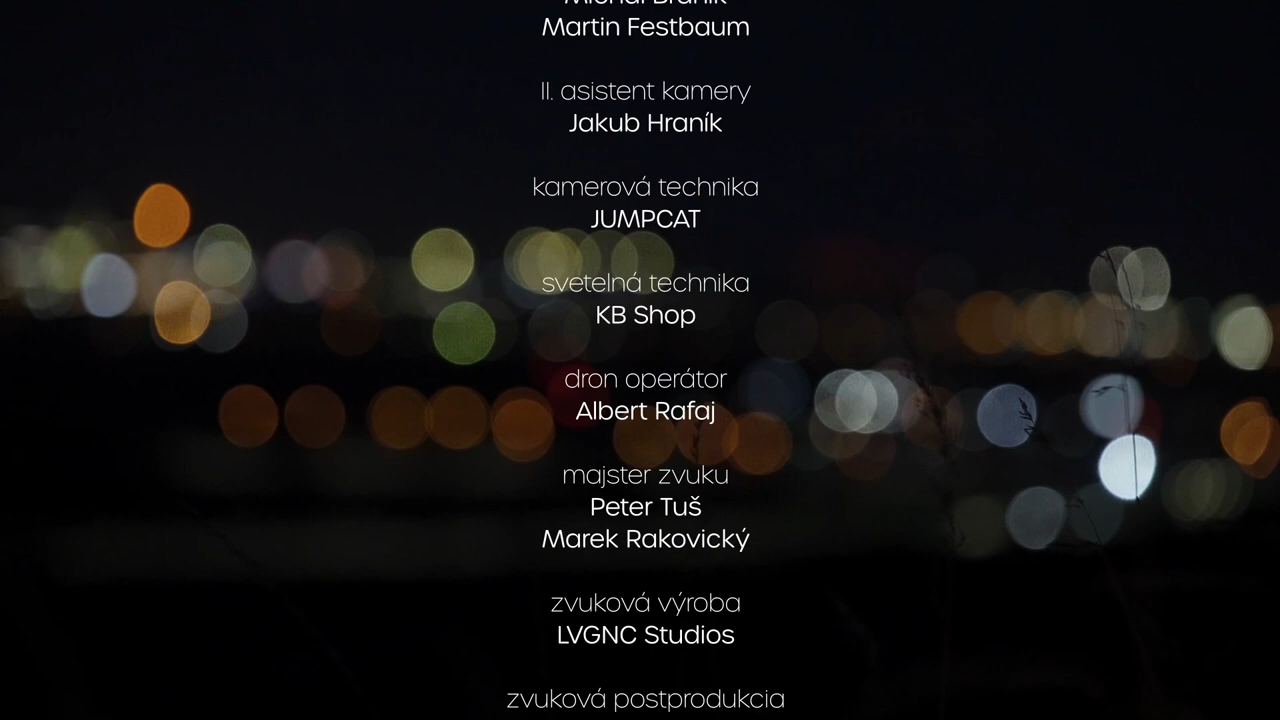 Martin Festbaum
II. asistent kamery
Jakub Hraník
kamerová technika
JUMPCAT
svetelná technika
KB Shop
dron operátor
Albert Rafaj
majster zvuku
Peter Tuš
Marek Rakovický
zvuková výroba
LVGNC Studios
zvuková postprodukcia